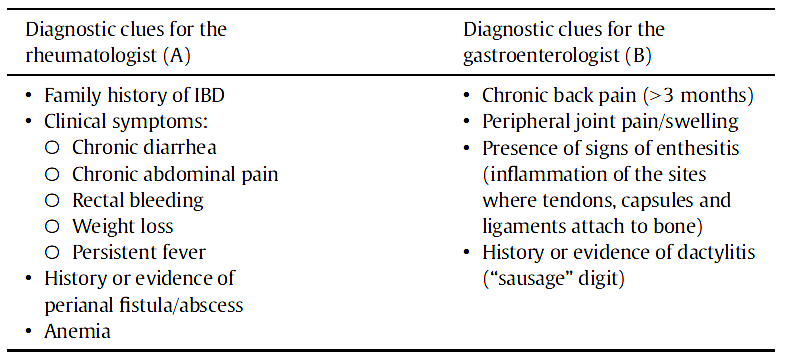 Diagnostic clues for the
rheumatologist (A)
Diagnostic clues for the
gastroenterologist (B)
• Family history of IBD
• Clinical symptoms:
○ Chronic diarrhea
○ Chronic abdominal pain
○ Rectal bleeding
○ Weight loss
○ Persistent fever
• History or evidence of
perianal fistula/abscess
• Anemia
• Chronic back pain (>3 months)
• Peripheral joint pain/swelling
• Presence of signs of enthesitis
(inflammation of the sites
where tendons, capsules and
ligaments attach to bone)
• History or evidence of dactylitis
(“sausage” digit)